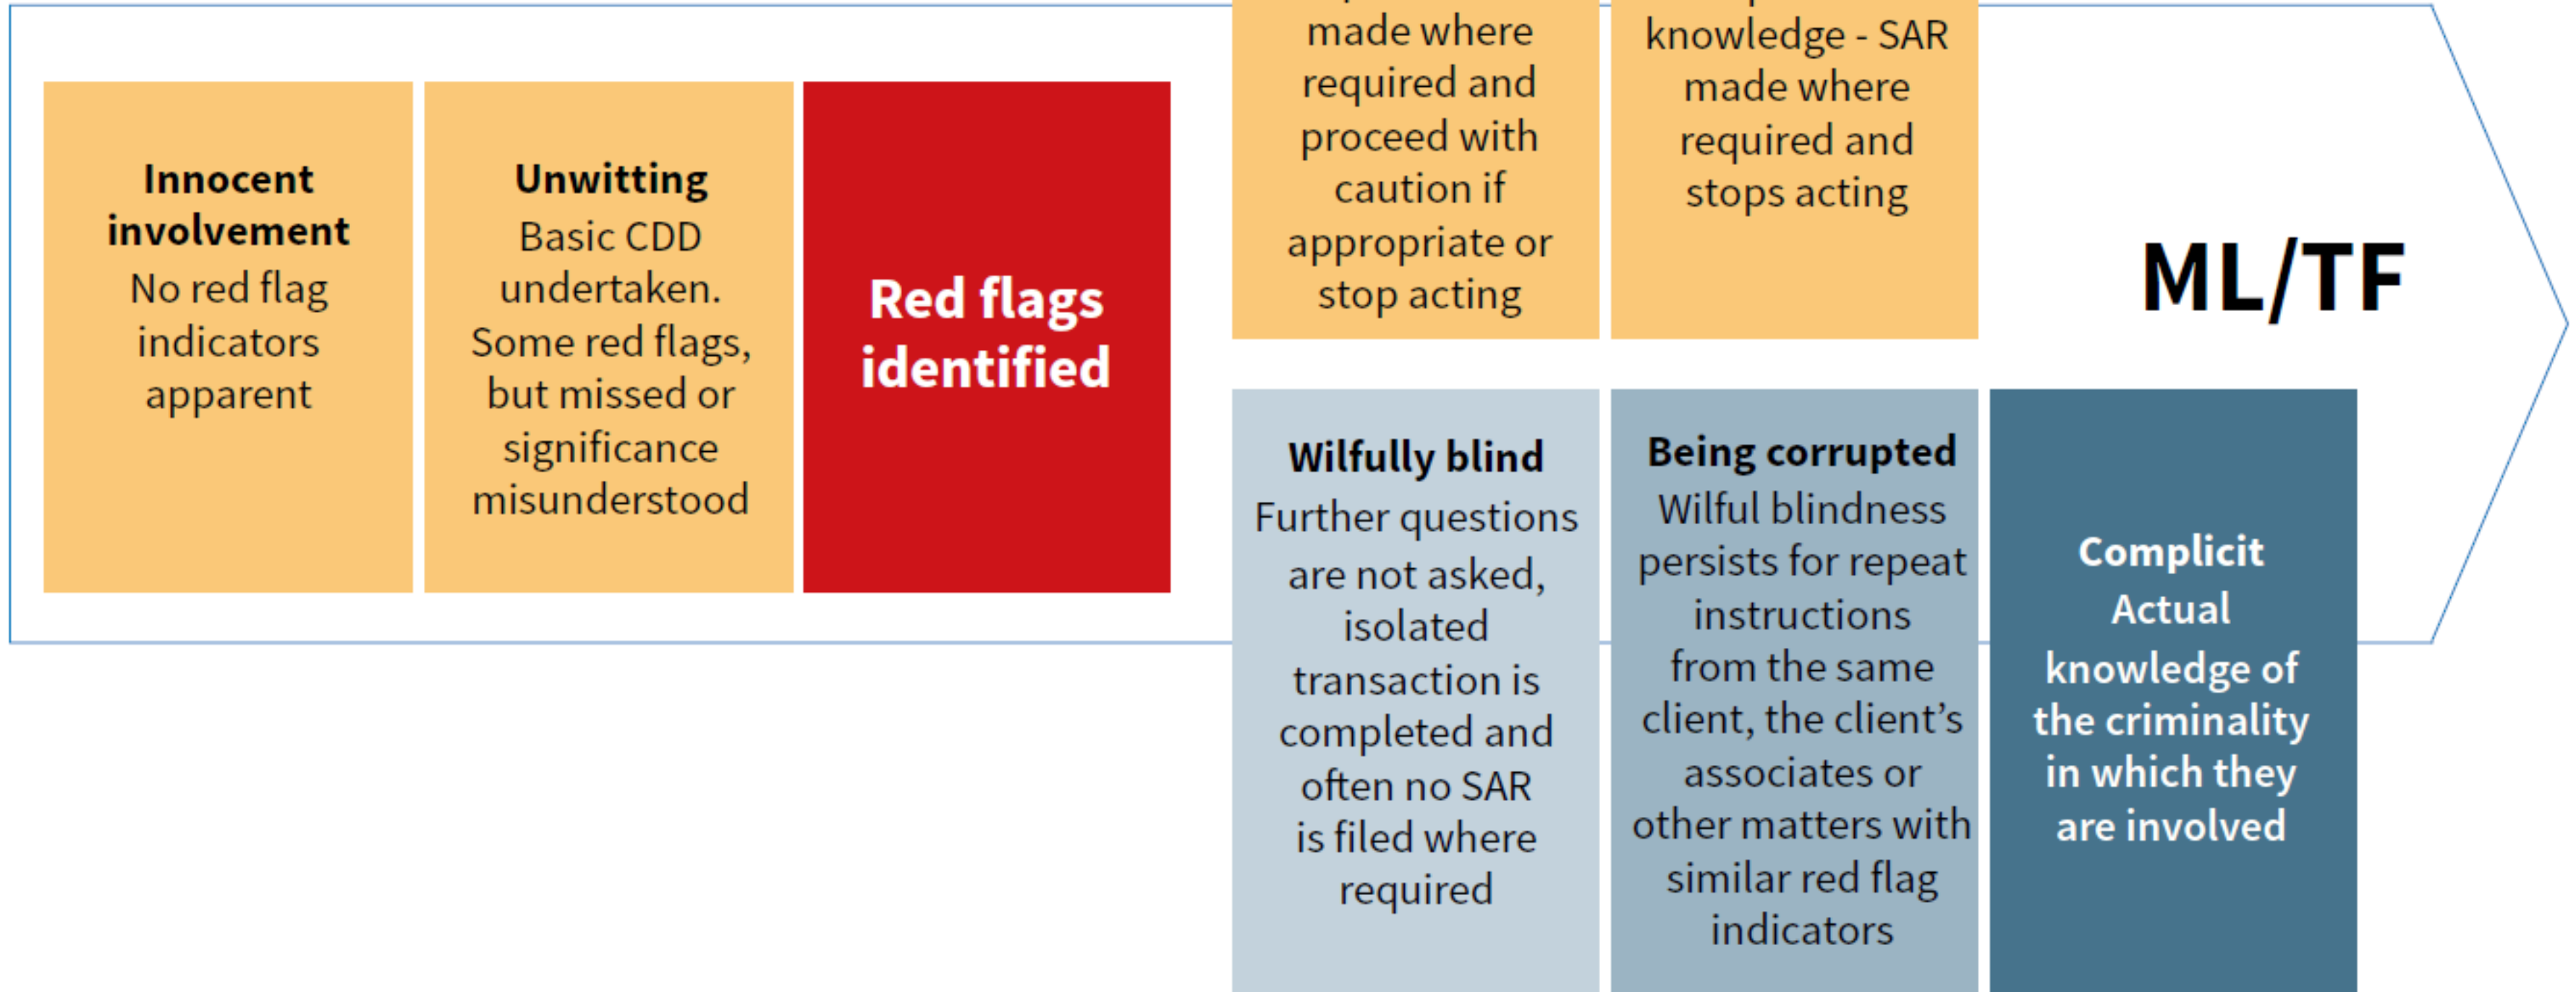 Innocent
involvement
No red flag
indicators
apparent
Unwitting
Basic CDD
undertaken.
Some red flags,
but missed or
significance
misunderstood
Red flags
identified
made where
required and
proceed with
caution if
appropriate or
stop acting
knowledge - SAR
made where
required and
stops acting
ML/TF
Wilfully blind
Further questions
are not asked,
isolated
transaction is
completed and
often no SAR
is filed where
required
Being corrupted
Wilful blindness
persists for repeat
instructions
from the same
client, the client’s
associates or
other matters with
similar red flag
indicators
Complicit
Actual
knowledge of
the criminality
in which they
are involved